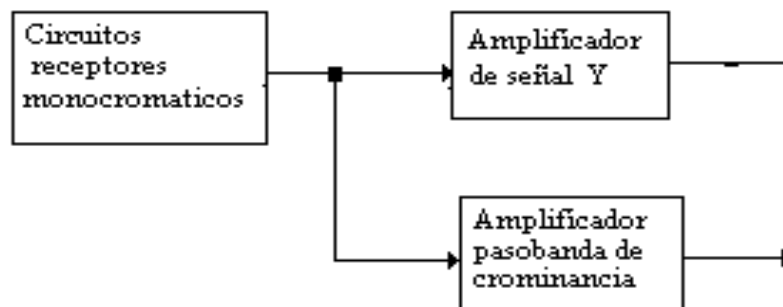 Circuitos
receptores
monocromaticos
Amplificador
de señal Y
Amplificador
pasobanda de
crominancia